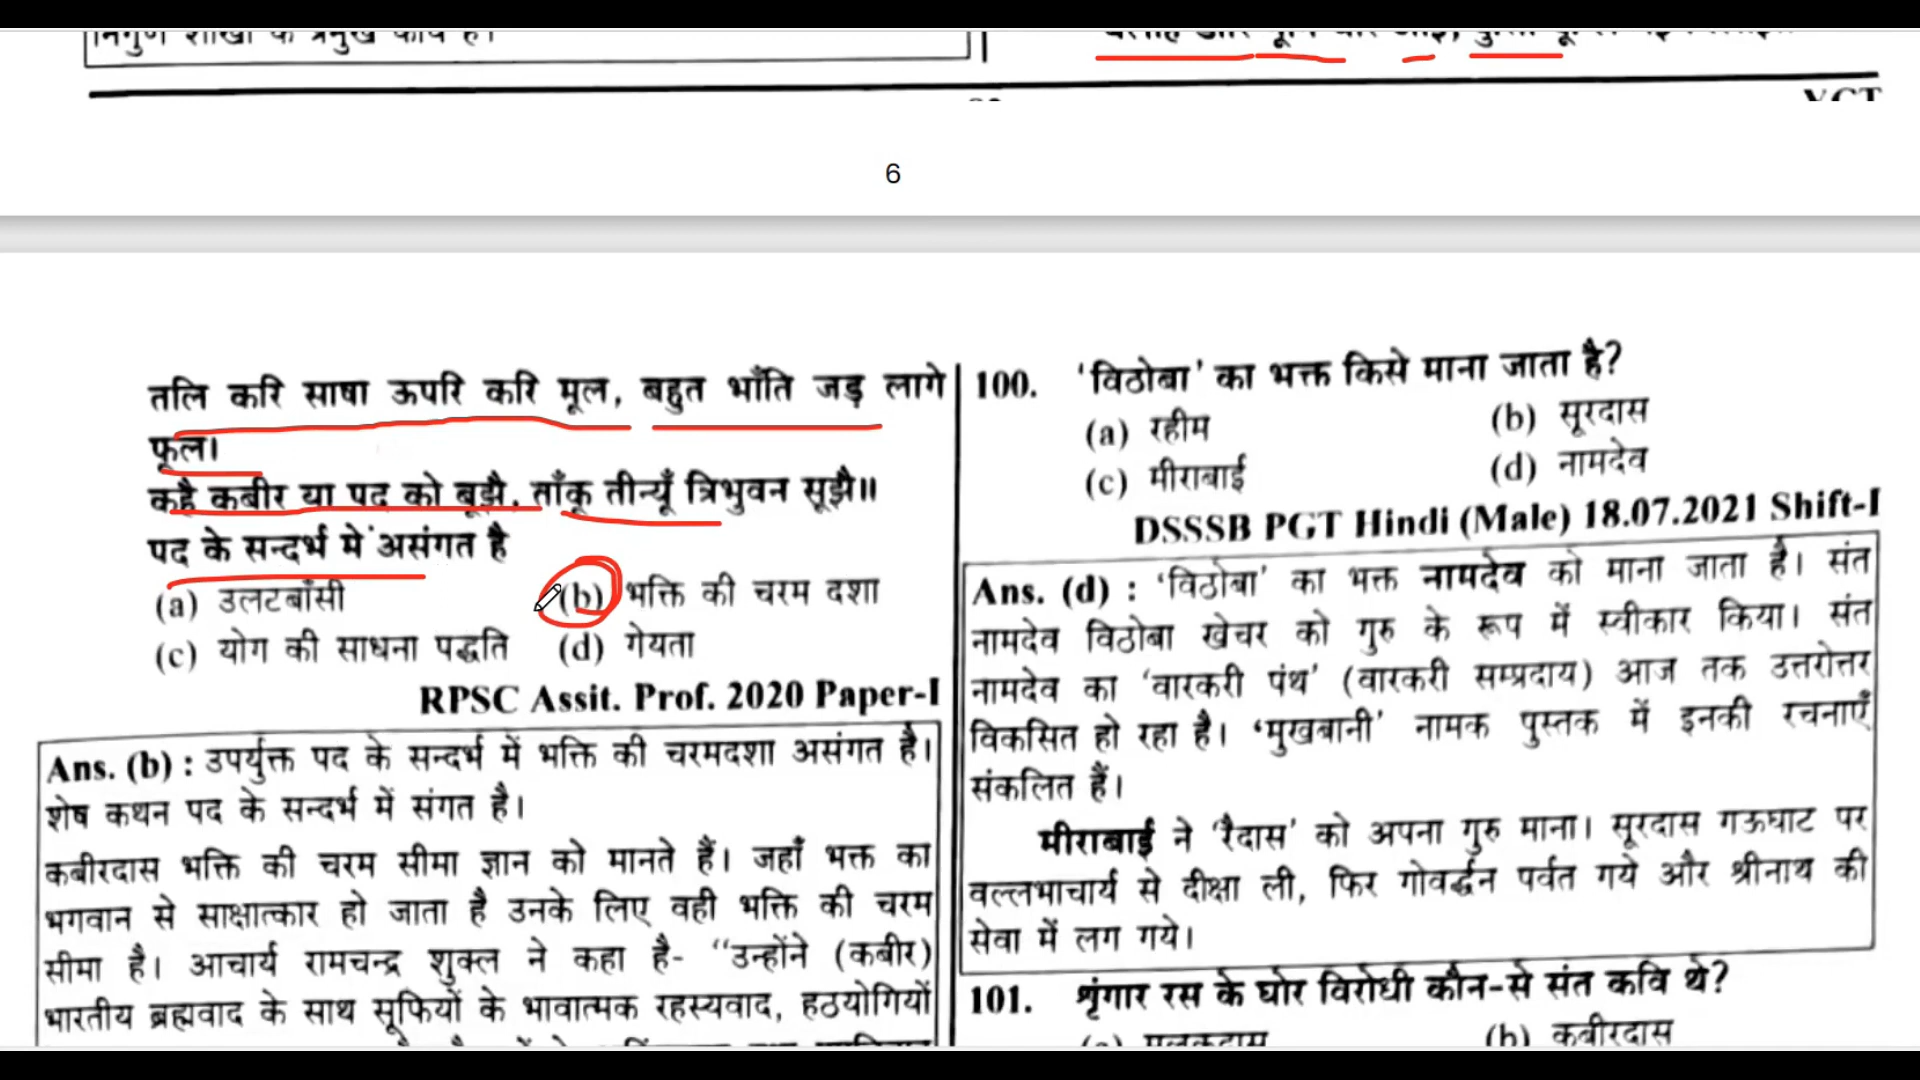 6
तलि करि साषा ऊपरि करि मूल, बहुत भाँति जड़ लागे
फूल।
कहै कबीर या पद को बूझै, ताँकू तीन्यूँ त्रिभुवन सूझै॥
पद के सन्दर्भ में असंगत है
(a) उलटबाँसी (b) भक्ति की चरम दशा
(c) योग की साधना पद्धति (d) गेयता
RPSC Assit. Prof. 2020 Paper-I
Ans. (b) : उपर्युक्त पद के सन्दर्भ में भक्ति की चरमदशा असंगत है।
शेष कथन पद के सन्दर्भ में संगत है।
कबीरदास भक्ति की चरम सीमा ज्ञान को मानते हैं। जहाँ भक्त का
भगवान से साक्षात्कार हो जाता है उनके लिए वही भक्ति की चरम
सीमा है। आचार्य रामचन्द्र शुक्ल ने कहा है- “उन्होंने (कबीर)
भारतीय ब्रह्मवाद के साथ सूफियों के भावात्मक रहस्यवाद, हठयोगियों
100. 'विठोबा' का भक्त किसे माना जाता है?
(a) रहीम (b) सूरदास
(c) मीराबाई (d) नामदेव
DSSSB PGT Hindi (Male) 18.07.2021 Shift-I
Ans. (d) : 'विठोबा' का भक्त नामदेव को माना जाता है। संत
नामदेव विठोबा खेचर को गुरु के रूप में स्वीकार किया। संत
नामदेव का 'वारकरी पंथ' (वारकरी सम्प्रदाय) आज तक उत्तरोत्तर
विकसित हो रहा है। 'मुखबानी' नामक पुस्तक में इनकी रचनाएँ
संकलित हैं।
मीराबाई ने 'रैदास' को अपना गुरु माना। सूरदास गऊघाट पर
वल्लभाचार्य से दीक्षा ली, फिर गोवर्द्धन पर्वत गये और श्रीनाथ की
सेवा में लग गये।
101. शृंगार रस के घोर विरोधी कौन-से संत कवि थे?
(b) कबीरदास